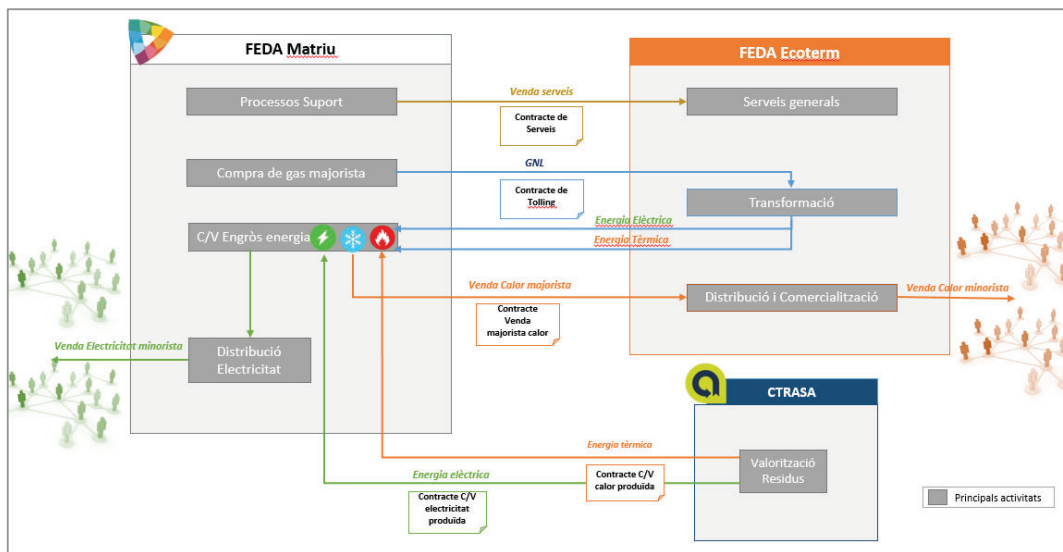 FEDA Matriu
FEDA Ecoterm
Processos Suport
Venda serveis
Serveis generals
Contracte de
Serveis
Compra de gas majorista
GNL
Contracte de
Tolling
Transformació
C/V Engròs energia
Energia Elèctrica
Energia Tèrmica
Venda Calor majorista
Distribució i Comercialització
Venda Calor minorista
Contracte
Venda
majorista calor
Venda Electricitat minorista
Distribució
Electricitat
CTRASA
Energia tèrmica
Valorització
Residus
Energia elèctrica
Contracte C/V
calor produïda
Contracte C/V
electricitat
produïda
Principals activitats